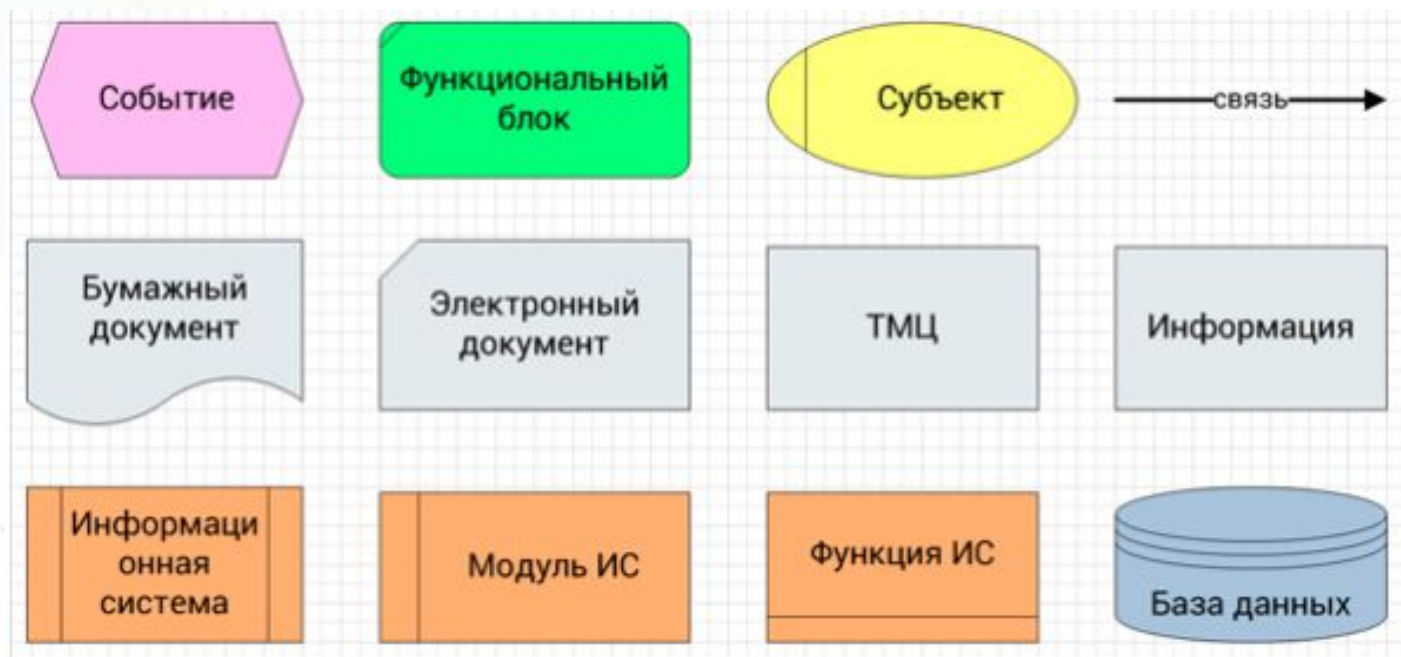 Событие
Функциональный
блок
Субъект
связь
Бумажный
документ
Электронный
документ
ТМЦ
Информация
Информаци
онная
система
Модуль ИС
Функция ИС
База данных